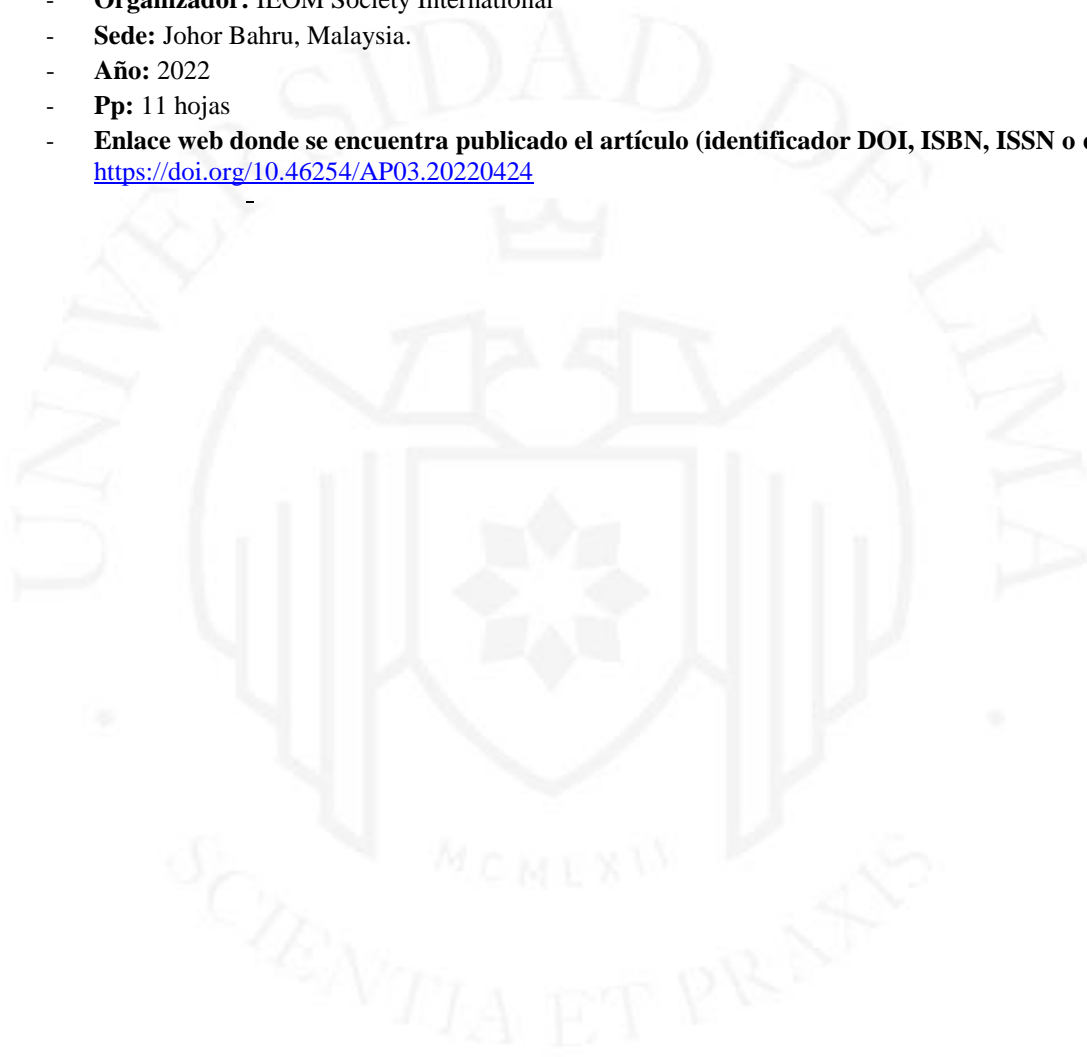 - Organizador: IEOM Society International
- Sede: Johor Bahru, Malaysia.
- Año: 2022
- Pp: 11 hojas
- Enlace web donde se encuentra publicado el artículo (identificador DOI, ISBN, ISSN o
https://doi.org/10.46254/AP03.20220424
-
UNIVERSIDAD DE LIMA
MCMLXII
SCIENTIA ET PRAXIS